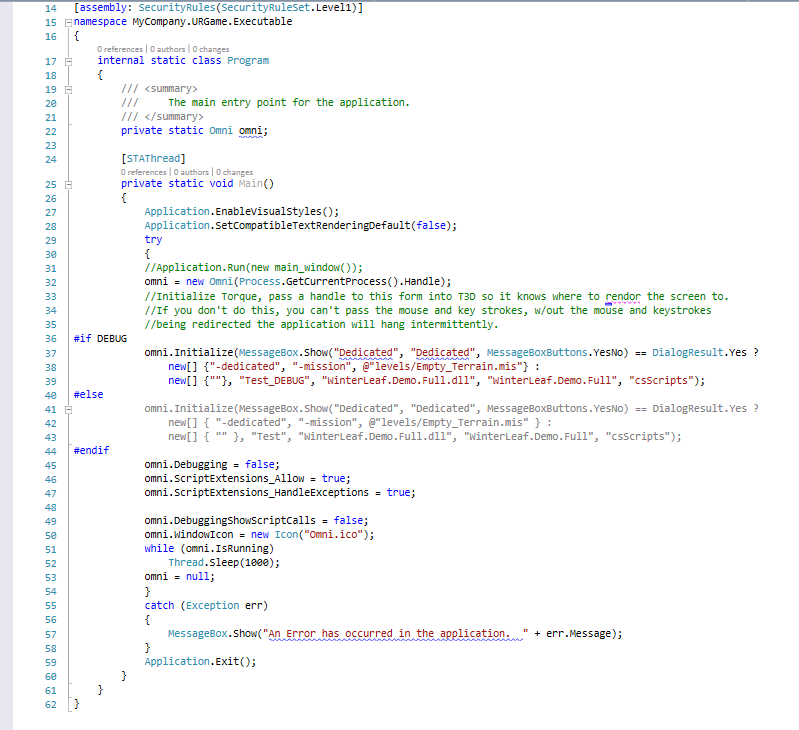 14 [assembly: SecurityRules(SecurityRuleSet.Level1)]
15 namespace MyCompany.URGame.Executable
16 {
0 references | 0 authors | 0 changes
17 internal static class Program
18 {
19 /// <summary>
20 ///     The main entry point for the application.
21 /// </summary>
22 private static Omni omni;
23
24 [STAThread]
0 references | 0 authors | 0 changes
25 private static void Main()
26 {
27 Application.EnableVisualStyles();
28 Application.SetCompatibleTextRenderingDefault(false);
29 try
30 {
31 //Application.Run(new main_window());
32 omni = new Omni(Process.GetCurrentProcess().Handle);
33 //Initialize Torque, pass a handle to this form into T3D so it knows where to rendor the screen to.
34 //If you don't do this, you can't pass the mouse and key strokes, w/out the mouse and keystrokes
35 //being redirected the application will hang intermittently.
36 #if DEBUG
37 omni.Initialize(MessageBox.Show("Dedicated", "Dedicated", MessageBoxButtons.YesNo) == DialogResult.Yes ?
38 new[] {"-dedicated", "-mission", @"levels/Empty_Terrain.mis"} :
39 new[] {""}, "Test_DEBUG", "WinterLeaf.Demo.Full.dll", "WinterLeaf.Demo.Full", "csScripts");
40 #else
41 omni.Initialize(MessageBox.Show("Dedicated", "Dedicated", MessageBoxButtons.YesNo) == DialogResult.Yes ?
42 new[] { "-dedicated", "-mission", @"levels/Empty_Terrain.mis" } :
43 new[] { "" }, "Test", "WinterLeaf.Demo.Full.dll", "WinterLeaf.Demo.Full", "csScripts");
44 #endif
45 omni.Debugging = false;
46 omni.ScriptExtensions_Allow = true;
47 omni.ScriptExtensions_HandleExceptions = true;
48
49 omni.DebuggingShowScriptCalls = false;
50 omni.WindowIcon = new Icon("Omni.ico");
51 while (omni.IsRunning)
52 Thread.Sleep(1000);
53 omni = null;
54 }
55 catch (Exception err)
56 {
57 MessageBox.Show("An Error has occurred in the application.  " + err.Message);
58 }
59 Application.Exit();
60 }
61 }
62 }